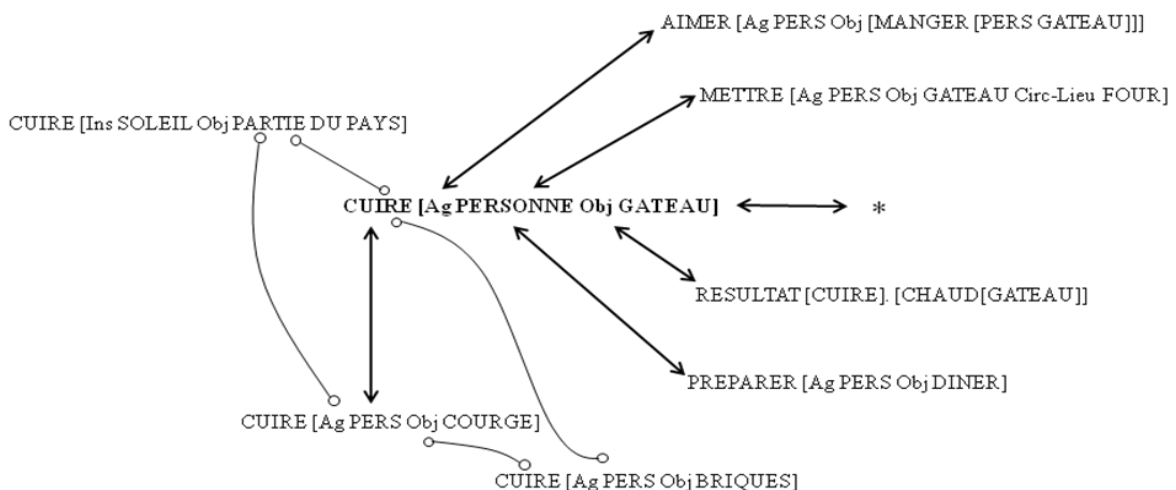 AIMER [Ag PERS Obj [MANGER [PERS GATEAU]]]
METTRE [Ag PERS Obj GATEAU Circ-Lieu FOUR]
CUIRE [Ins SOLEIL Obj PARTIE DU PAYS]
CUIRE [Ag PERSONNE Obj GATEAU]
*
RESULTAT [CUIRE]. [CHAUD[GATEAU]]
PREPARER [Ag PERS Obj DINER]
CUIRE [Ag PERS Obj COURGE]
CUIRE [Ag PERS Obj BRIQUES]